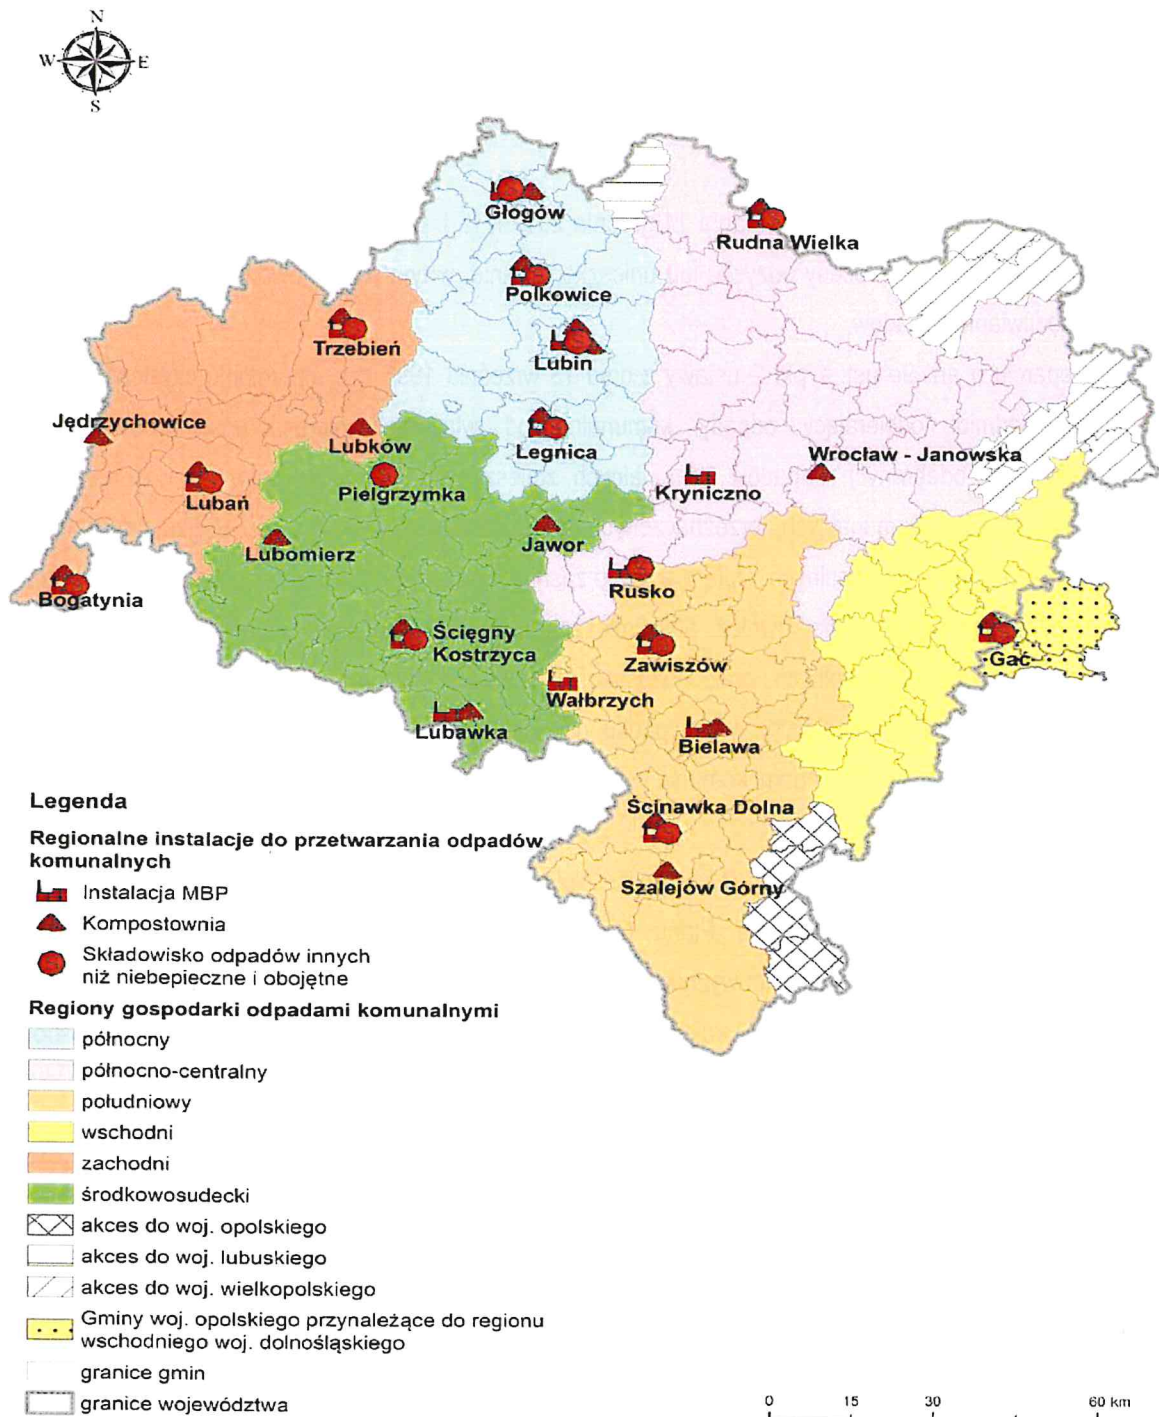 N
W
E
S
Głogów
Rudna Wielka
Polkowice
Trzebień
Lubin
Jędrzychowice
Lubków
Legnica
Wrocław - Janowska
Pielgrzymka
Kryniczno
Lubań
Jawor
Lubomierz
Rusko
Bogatynia
Ścięgny
Kostrzyca
Zawiszów
Gać
Wałbrzych
Lubawka
Bielawa
Ścinawka Dolna
Szalejów Górny
Legenda
Regionalne instalacje do przetwarzania odpadów
komunalnych
Instalacja MBP
Kompostownia
Składowisko odpadów innych
niż niebepieczne i obojętne
Regiony gospodarki odpadami komunalnymi
północny
północno-centralny
południowy
wschodni
zachodni
środkowosudecki
akces do woj. opolskiego
akces do woj. lubuskiego
akces do woj. wielkopolskiego
Gminy woj. opolskiego przynależące do regionu
wschodniego woj. dolnośląskiego
granice gmin
granice województwa
0 15 30 60 km